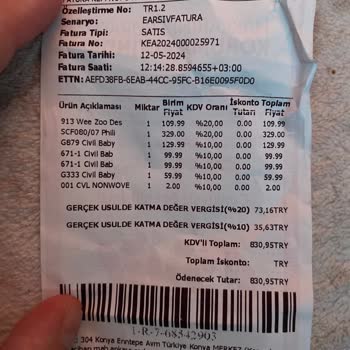 Özelleştirme No: TR1.2
Senaryo: EARSIVFATURA
Fatura Tipi: SATIS
Fatura No: KEA2024000025971
Fatura Tarihi: 12-05-2024
Fatura Saati: 12:14:28.8594655+03:00
ETTN: AEFD38FB-6EAB-44CC-95FC-B16E0095F0D0
Ürün Açıklaması Miktar Birim Fiyat KDV Oranı İskonto Tutarı Toplam Fiyat
913 Wee Zoo Des 1 109.99 %20,00 0.00 109.99
SCF080/07 Phili 1 329.00 %20,00 0.00 329.00
G879 Civil Baby 1 129.99 %10,00 0.00 129.99
671-1 Civil Bab 1 99.99 %10,00 0.00 99.99
671-1 Civil Bab 1 99.99 %10,00 0.00 99.99
G333 Civil Baby 1 59.99 %10,00 0.00 59.99
001 CVL NONWOVE 1 2.00 %10,00 0.00 2.00
GERÇEK USULDE KATMA DEĞER VERGİSİ(%20) 73,16TRY
GERÇEK USULDE KATMA DEĞER VERGİSİ(%10) 35,63TRY
KDV'li Toplam: 830,95TRY
Toplam İskonto: TRY
Ödenecek Tutar: 830,95TRY
1-R-7-68542903
304 Konya Enntepe Avm Türkiye Konya MERKEZ